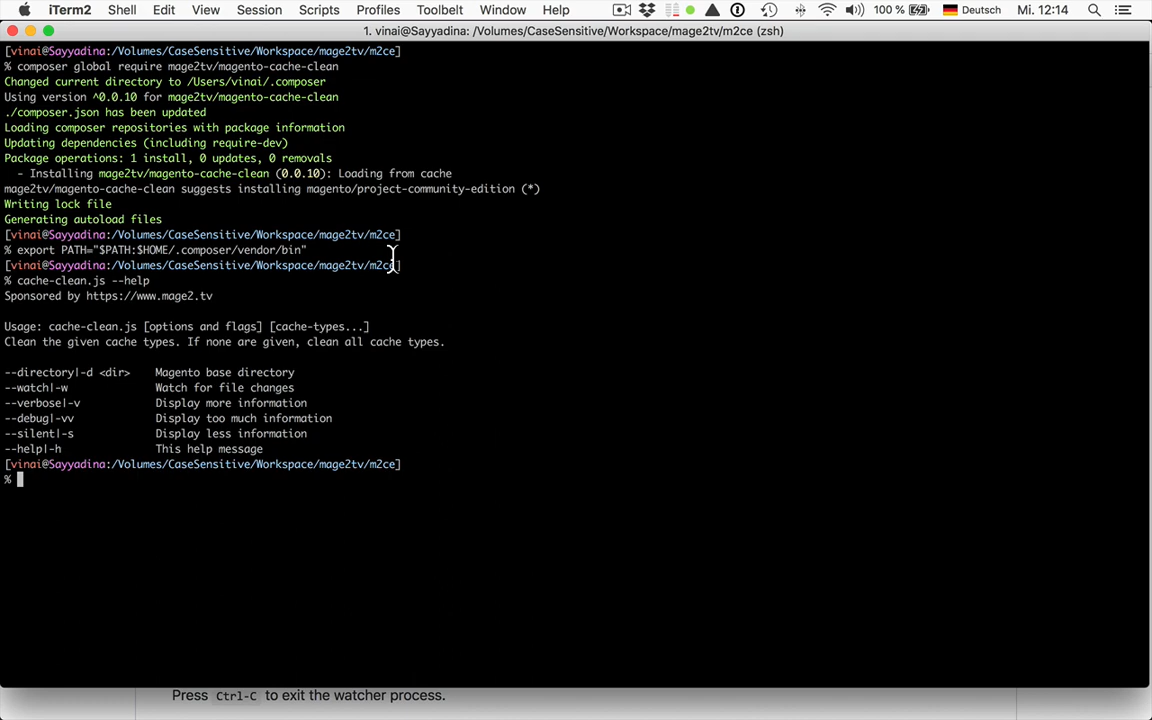 iTerm2 Shell Edit View Session Scripts Profiles Toolbelt Window Help 100 % Deutsch Mi. 12:14
1. vinai@Sayyadina: /Volumes/CaseSensitive/Workspace/mage2tv/m2ce (zsh)
[vinai@Sayyadina:/Volumes/CaseSensitive/Workspace/mage2tv/m2ce]
% composer global require mage2tv/magento-cache-clean
Changed current directory to /Users/vinai/.composer
Using version ^0.0.10 for mage2tv/magento-cache-clean
./composer.json has been updated
Loading composer repositories with package information
Updating dependencies (including require-dev)
Package operations: 1 install, 0 updates, 0 removals
- Installing mage2tv/magento-cache-clean (0.0.10): Loading from cache
mage2tv/magento-cache-clean suggests installing magento/project-community-edition (*)
Writing lock file
Generating autoload files
[vinai@Sayyadina:/Volumes/CaseSensitive/Workspace/mage2tv/m2ce]
% export PATH="$PATH:$HOME/.composer/vendor/bin"
[vinai@Sayyadina:/Volumes/CaseSensitive/Workspace/mage2tv/m2ce]
% cache-clean.js --help
Sponsored by https://www.mage2.tv
Usage: cache-clean.js [options and flags] [cache-types...]
Clean the given cache types. If none are given, clean all cache types.
--directory|-d <dir> Magento base directory
--watch|-w Watch for file changes
--verbose|-v Display more information
--debug|-vv Display too much information
--silent|-s Display less information
--help|-h This help message
[vinai@Sayyadina:/Volumes/CaseSensitive/Workspace/mage2tv/m2ce]
%
Press Ctrl-C to exit the watcher process.